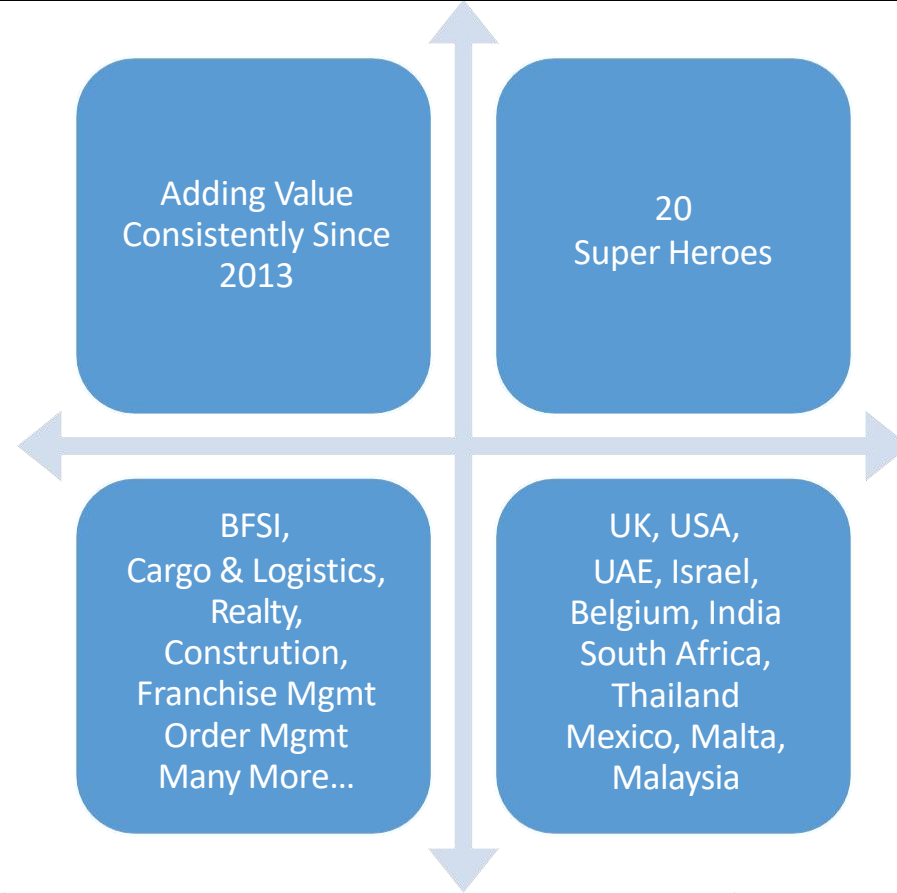 Adding Value
Consistently Since
2013
20
Super Heroes
BFSI,
Cargo & Logistics,
Realty,
Constrution,
Franchise Mgmt
Order Mgmt
Many More…
UK, USA,
UAE, Israel,
Belgium, India
South Africa,
Thailand
Mexico, Malta,
Malaysia